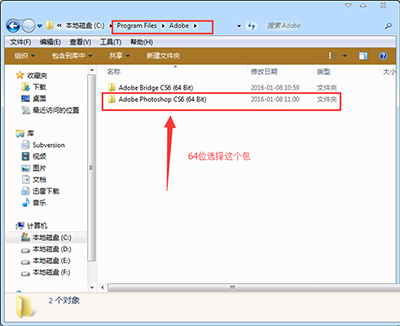 本地磁盘 (C:) Program Files Adobe 搜索 Adobe
文件(F) 编辑(E) 查看(V) 工具(T) 帮助(H)
组织 包含到库中 共享 新建文件夹
名称 修改日期 类型
收藏夹
下载
桌面
最近访问的位置
库
Subversion
视频
图片
文档
迅雷下载
音乐
计算机
本地磁盘 (C:)
本地磁盘 (D:)
本地磁盘 (E:)
本地磁盘 (F:)
Adobe Bridge CS6 (64 Bit) 2016-01-08 10:59 文件夹
Adobe Photoshop CS6 (64 Bit) 2016-01-08 11:00 文件夹
64位选择这个包
2 个对象